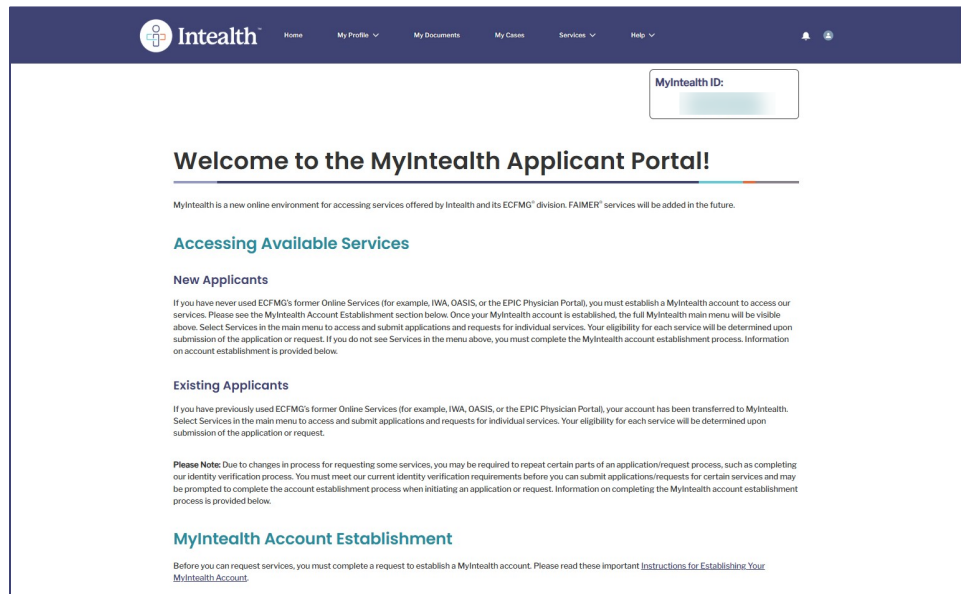 Intealth™ Home My Profile My Documents My Cases Services Help
MyIntealth ID:
Welcome to the MyIntealth Applicant Portal!
MyIntealth is a new online environment for accessing services offered by Intealth and its ECFMG® division. FAIMER® services will be added in the future.
Accessing Available Services
New Applicants
If you have never used ECFMG's former Online Services (for example, IWA, OASIS, or the EPIC Physician Portal), you must establish a MyIntealth account to access our
services. Please see the MyIntealth Account Establishment section below. Once your MyIntealth account is established, the full MyIntealth main menu will be visible
above. Select Services in the main menu to access and submit applications and requests for individual services. Your eligibility for each service will be determined upon
submission of the application or request. If you do not see Services in the menu above, you must complete the MyIntealth account establishment process. Information
on account establishment is provided below.
Existing Applicants
If you have previously used ECFMG's former Online Services (for example, IWA, OASIS, or the EPIC Physician Portal), your account has been transferred to MyIntealth.
Select Services in the main menu to access and submit applications and requests for individual services. Your eligibility for each service will be determined upon
submission of the application or request.
Please Note: Due to changes in process for requesting some services, you may be required to repeat certain parts of an application/request process, such as completing
our identity verification process. You must meet our current identity verification requirements before you can submit applications/requests for certain services and may
be prompted to complete the account establishment process when initiating an application or request. Information on completing the MyIntealth account establishment
process is provided below.
MyIntealth Account Establishment
Before you can request services, you must complete a request to establish a MyIntealth account. Please read these important Instructions for Establishing Your
MyIntealth Account.